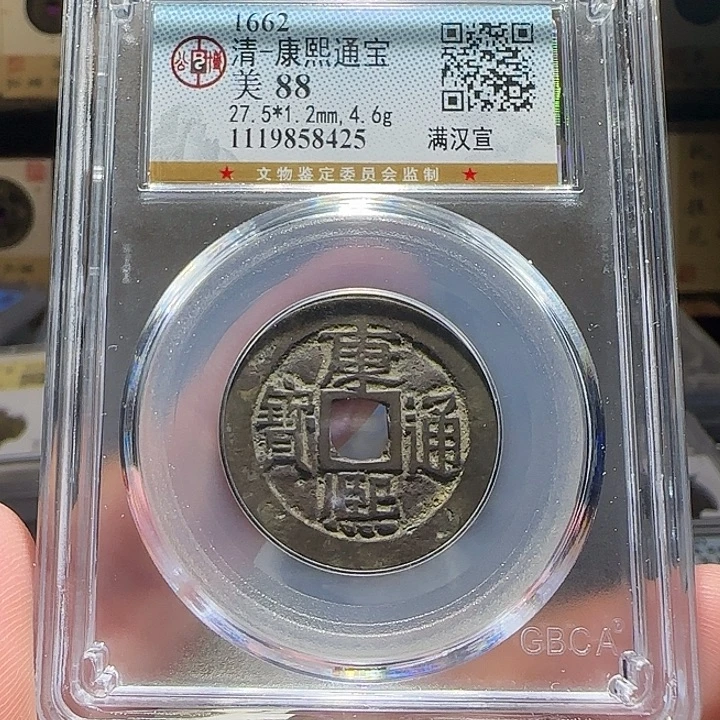 1662
清-康熙通宝
美 88
27.5*1.2mm, 4.6g
1119858425
满汉宣
★ 文物鉴定委员会监制 ★
康熙通寳
GBCA